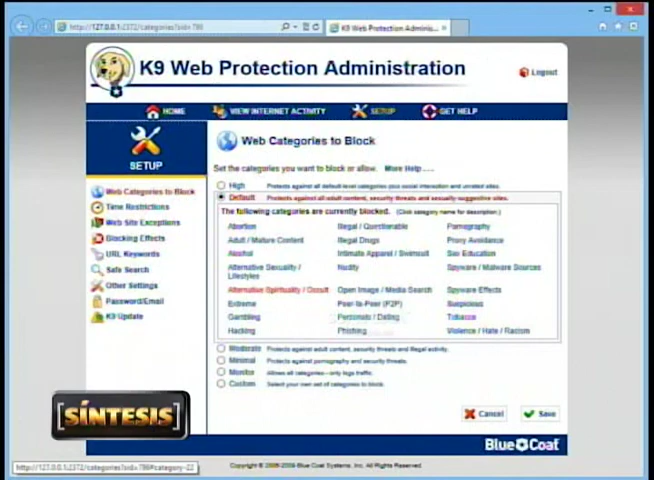 http://127.0.0.1:2372/categories?sid=786
K9 Web Protection Adminis...
K9 Web Protection Administration
Logout
HOME
VIEW INTERNET ACTIVITY
SETUP
GET HELP
SETUP
Web Categories to Block
Time Restrictions
Web Site Exceptions
Blocking Effects
URL Keywords
Safe Search
Other Settings
Password/Email
K9 Update
Web Categories to Block
Set the categories you want to block or allow. More Help.....
High Protects against all default-level categories plus social interaction and unrated sites.
Default Protects against all adult content, security threats and sexually suggestive sites.
The following categories are currently blocked. (Click category name for description.)
Abortion Illegal / Questionable Pornography
Adult / Mature Content Illegal Drugs Proxy Avoidance
Alcohol Intimate Apparel / Swimsuit Sex Education
Alternative Sexuality / Lifestyles Nudity Spyware / Malware Sources
Alternative Spirituality / Occult Open Image / Media Search Spyware Effects
Extreme Peer-to-Peer (P2P) Suspicious
Gambling Personals / Dating Tobacco
Hacking Phishing Violence / Hate / Racism
Moderate Protects against adult content, security threats and illegal activity.
Minimal Protects against pornography and security threats.
Monitor Allows all categories--only logs traffic.
Custom Select your own set of categories to block.
Cancel
Save
[SÍNTESIS]
Blue Coat
http://127.0.0.1:2372/categories?sid=786#category-22
Copyright © 2005-2009 Blue Coat Systems, Inc. All Rights Reserved.